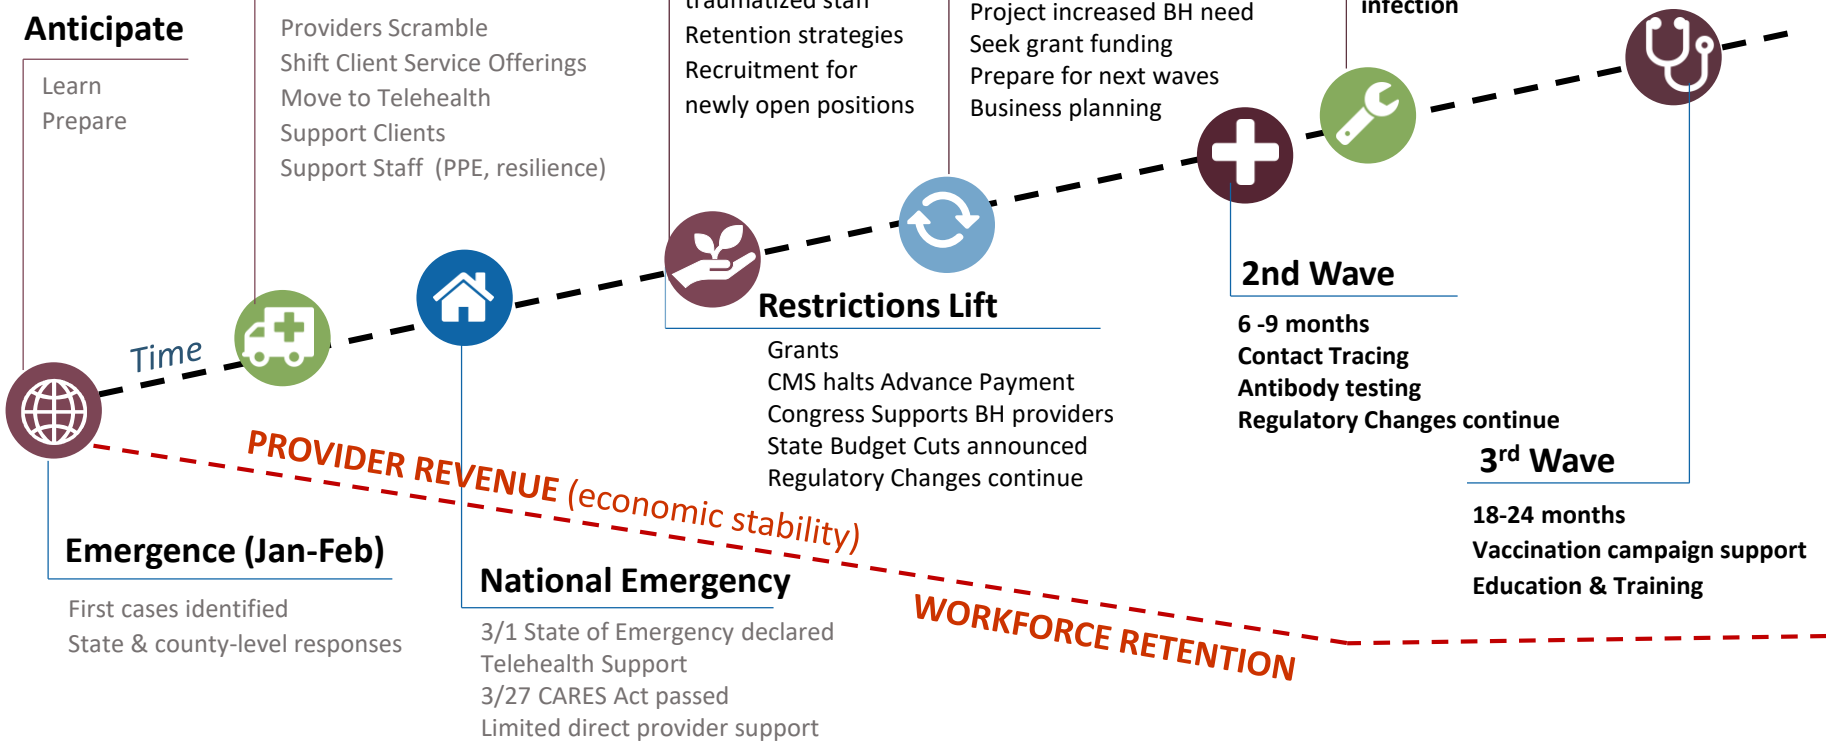 Anticipate
Learn
Prepare
Providers Scramble
Shift Client Service Offerings
Move to Telehealth
Support Clients
Support Staff (PPE, resilience)
traumatized staff
Retention strategies
Recruitment for
newly open positions
Project increased BH need
Seek grant funding
Prepare for next waves
Business planning
infection
Time
Restrictions Lift
Grants
CMS halts Advance Payment
Congress Supports BH providers
State Budget Cuts announced
Regulatory Changes continue
2nd Wave
6 -9 months
Contact Tracing
Antibody testing
Regulatory Changes continue
3rd Wave
18-24 months
Vaccination campaign support
Education & Training
PROVIDER REVENUE (economic stability)
WORKFORCE RETENTION
Emergence (Jan-Feb)
First cases identified
State & county-level responses
National Emergency
3/1 State of Emergency declared
Telehealth Support
3/27 CARES Act passed
Limited direct provider support